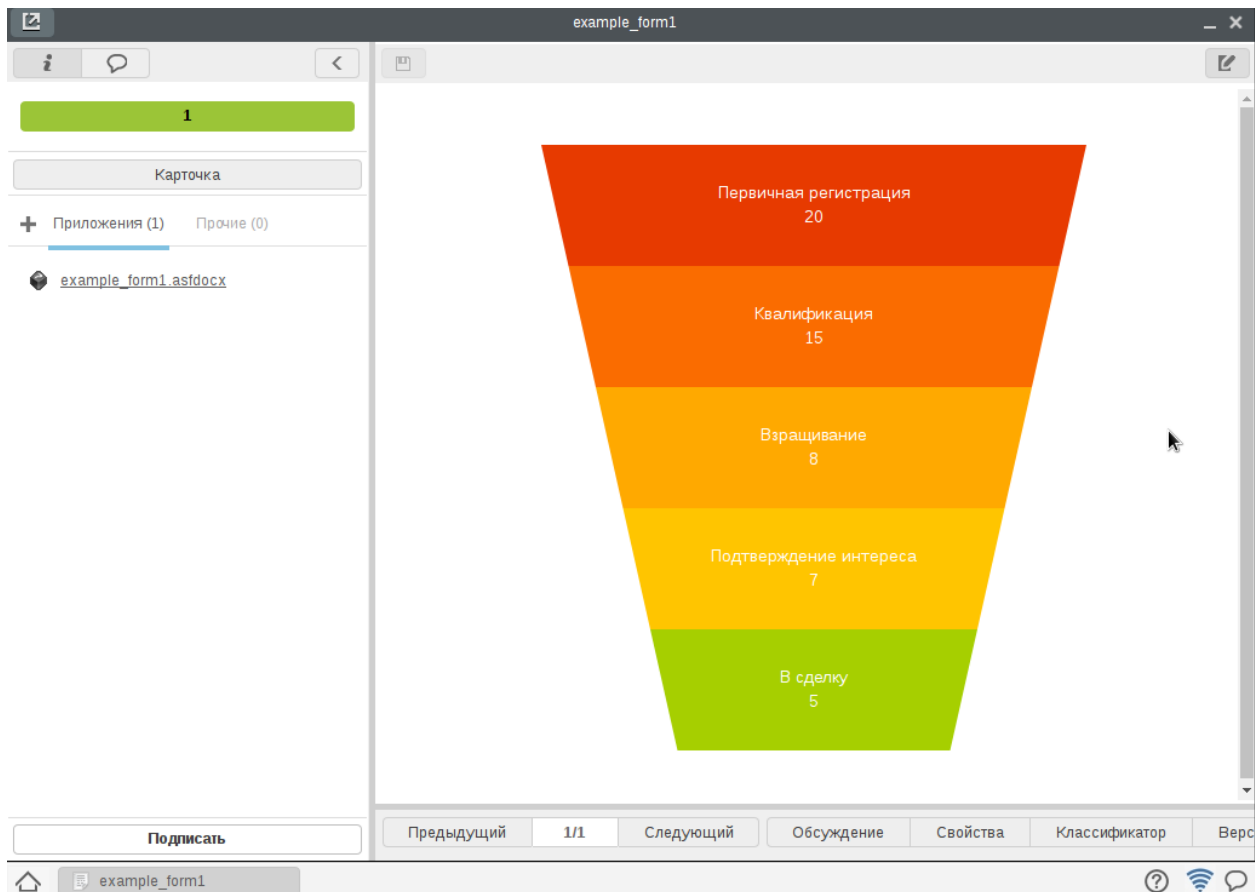 example_form1
1
Карточка
Приложения (1) Прочие (0)
example_form1.asfdocx
Подписать
Первичная регистрация
20
Квалификация
15
Взращивание
8
Подтверждение интереса
7
В сделку
5
Предыдущий 1/1 Следующий Обсуждение Свойства Классификатор Верс
example_form1